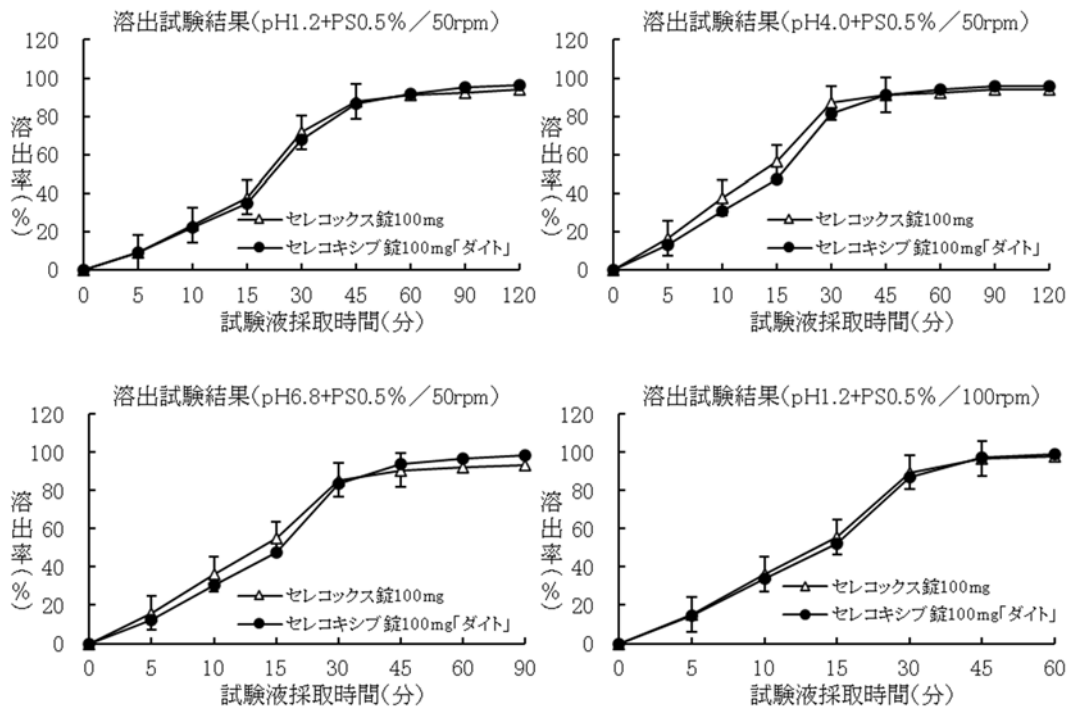 溶出試験結果(pH1.2+PS0.5%/50rpm)
120
100
80
60
40
20
0
溶出率(%)
セレコックス錠100mg
セレコキシブ錠100mg「ダイト」
0 5 10 15 30 45 60 90 120
試験液採取時間(分)
溶出試験結果(pH4.0+PS0.5%/50rpm)
120
100
80
60
40
20
0
溶出率(%)
セレコックス錠100mg
セレコキシブ錠100mg「ダイト」
0 5 10 15 30 45 60 90 120
試験液採取時間(分)
溶出試験結果(pH6.8+PS0.5%/50rpm)
120
100
80
60
40
20
0
溶出率(%)
セレコックス錠100mg
セレコキシブ錠100mg「ダイト」
0 5 10 15 30 45 60 90
試験液採取時間(分)
溶出試験結果(pH1.2+PS0.5%/100rpm)
120
100
80
60
40
20
0
溶出率(%)
セレコックス錠100mg
セレコキシブ錠100mg「ダイト」
0 5 10 15 30 45 60
試験液採取時間(分)